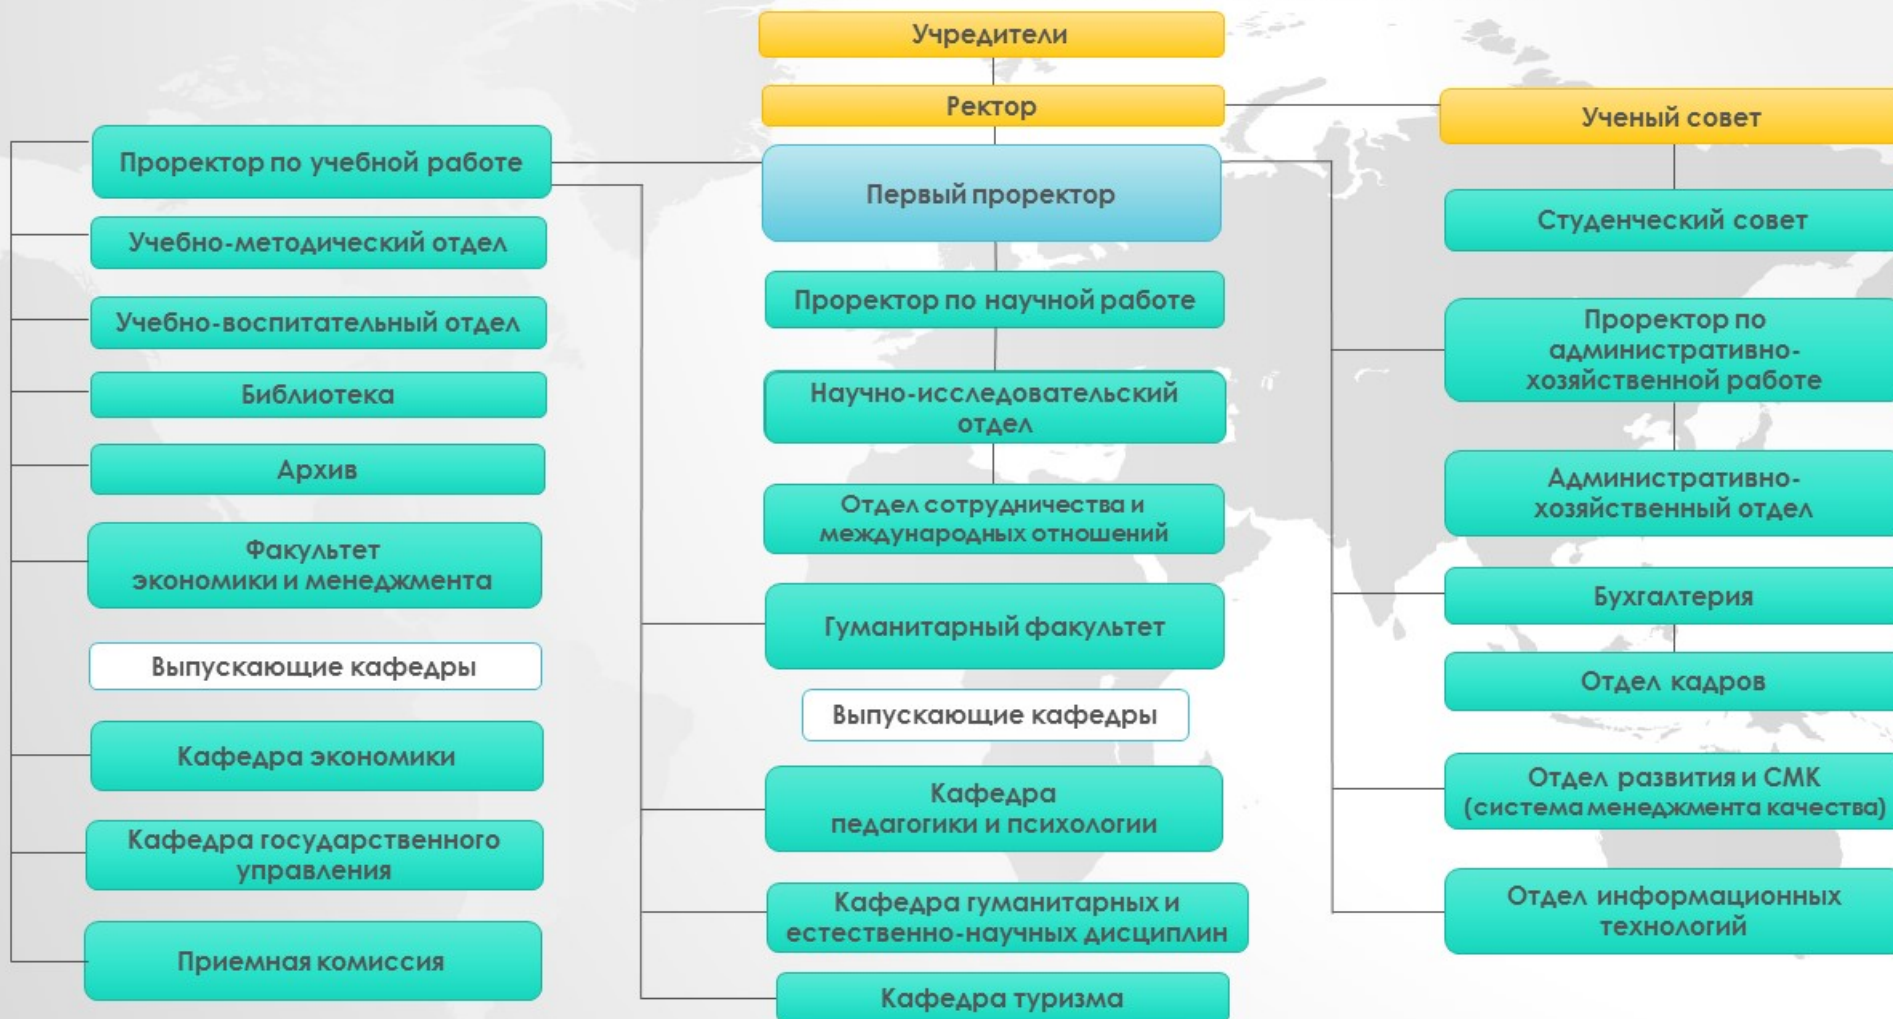 Учредители
Ректор
Ученый совет
Проректор по учебной работе
Первый проректор
Студенческий совет
Учебно-методический отдел
Проректор по научной работе
Учебно-воспитательный отдел
Проректор по
административно-
хозяйственной работе
Библиотека
Научно-исследовательский
отдел
Архив
Отдел сотрудничества и
международных отношений
Административно-
хозяйственный отдел
Факультет
экономики и менеджмента
Гуманитарный факультет
Бухгалтерия
Выпускающие кафедры
Выпускающие кафедры
Отдел кадров
Кафедра экономики
Кафедра
педагогики и психологии
Отдел развития и СМК
(система менеджмента качества)
Кафедра государственного
управления
Кафедра гуманитарных и
естественно-научных дисциплин
Отдел информационных
технологий
Приемная комиссия
Кафедра туризма